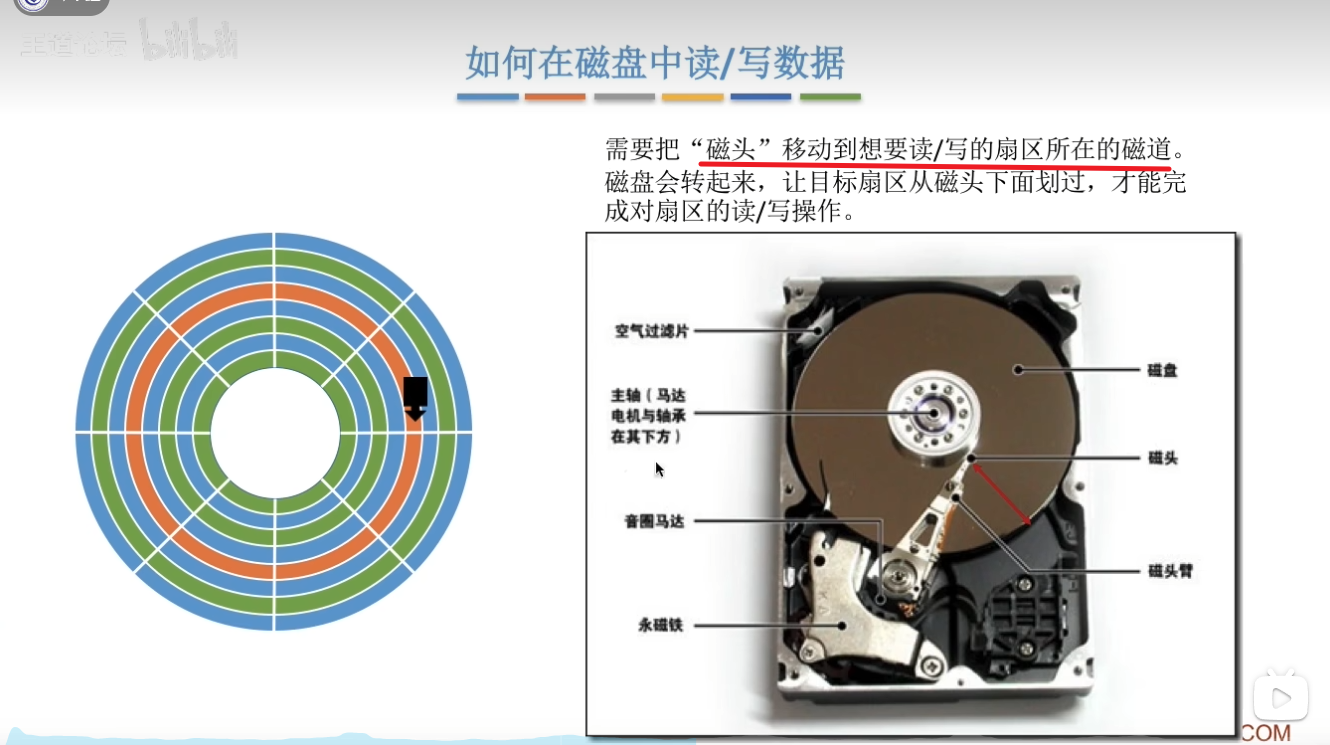 王道论坛 bilibili
如何在磁盘中读/写数据
需要把“磁头”移动到想要读/写的扇区所在的磁道。
磁盘会转起来，让目标扇区从磁头下面划过，才能完
成对扇区的读/写操作。
空气过滤片
主轴（马达
电机与轴承
在其下方）
音圈马达
永磁铁
磁盘
磁头
磁头臂
COM